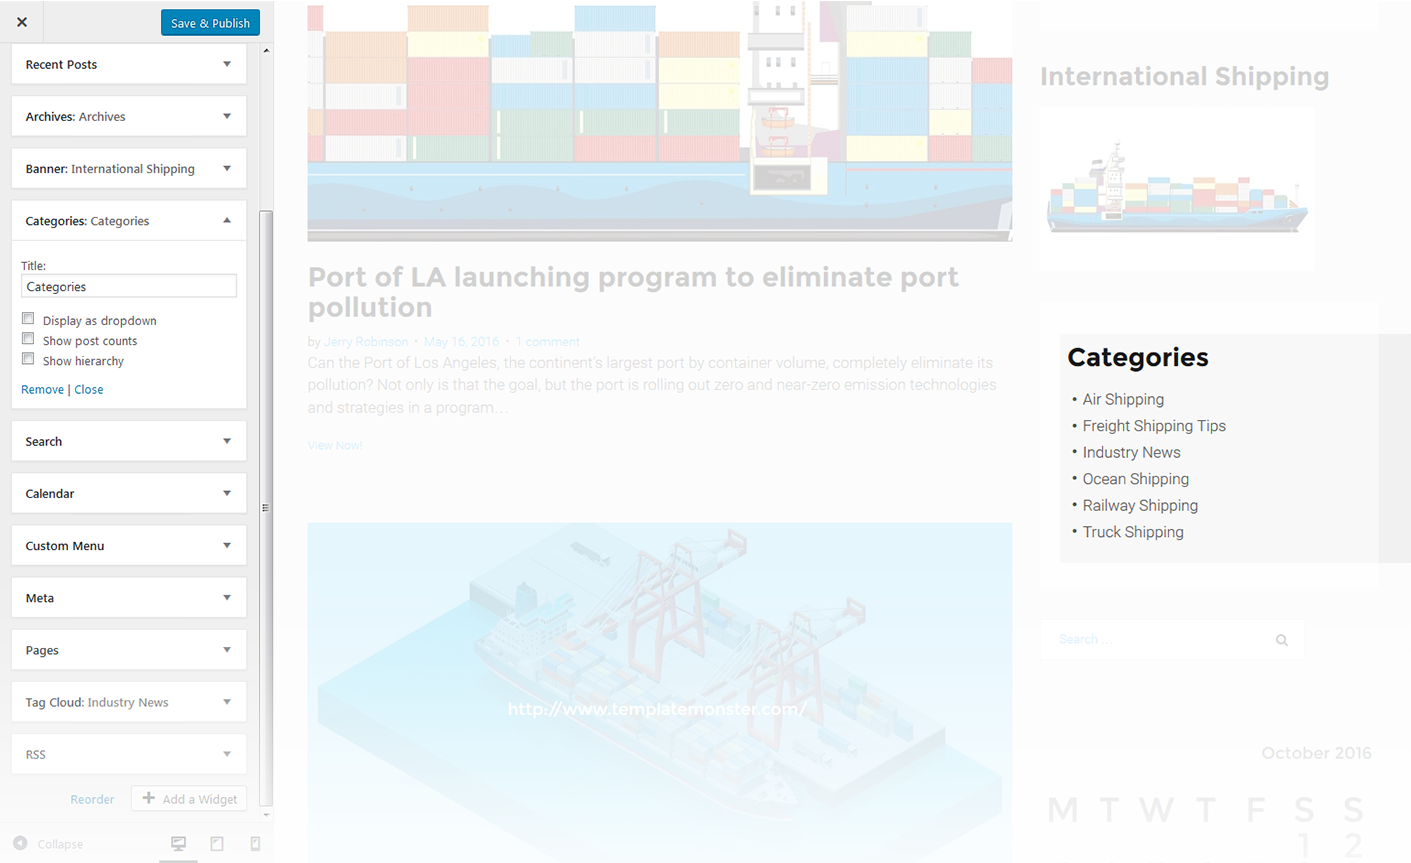 Save & Publish
Recent Posts
Archives: Archives
Banner: International Shipping
Categories: Categories
Title:
Categories
Display as dropdown
Show post counts
Show hierarchy
Remove | Close
Search
Calendar
Custom Menu
Meta
Pages
Tag Cloud: Industry News
RSS
Reorder
Add a Widget
Collapse
Port of LA launching program to eliminate port
pollution
by Jerry Robinson • May 16, 2016 • 1 comment
Can the Port of Los Angeles, the continent's largest port by container volume, completely eliminate its
pollution? Not only is that the goal, but the port is rolling out zero and near-zero emission technologies
and strategies in a program…
View Now!
http://www.templatemonster.com/
International Shipping
Categories
• Air Shipping
• Freight Shipping Tips
• Industry News
• Ocean Shipping
• Railway Shipping
• Truck Shipping
Search …
October 2016
M T W T F S S
1 2